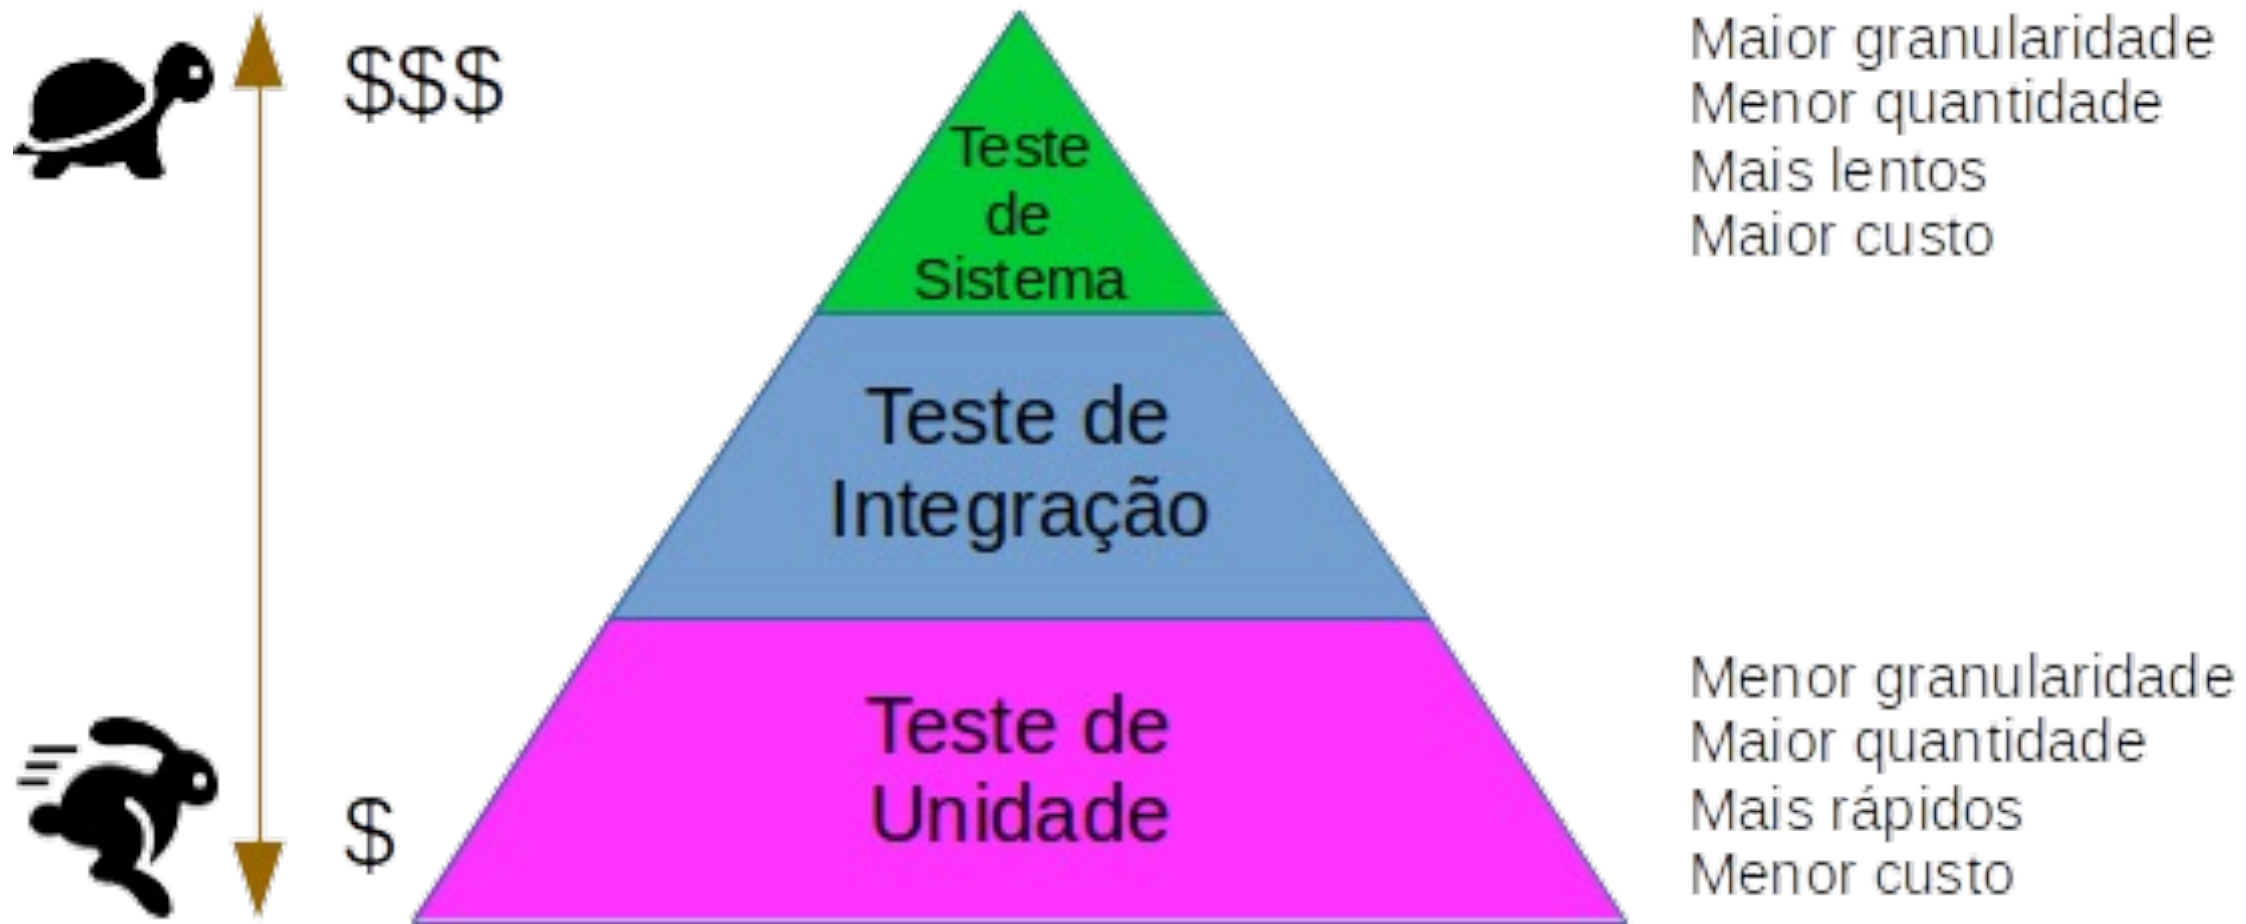 $$$
Teste
de
Sistema
Maior granularidade
Menor quantidade
Mais lentos
Maior custo
Teste de
Integração
Teste de
Unidade
$
Menor granularidade
Maior quantidade
Mais rápidos
Menor custo